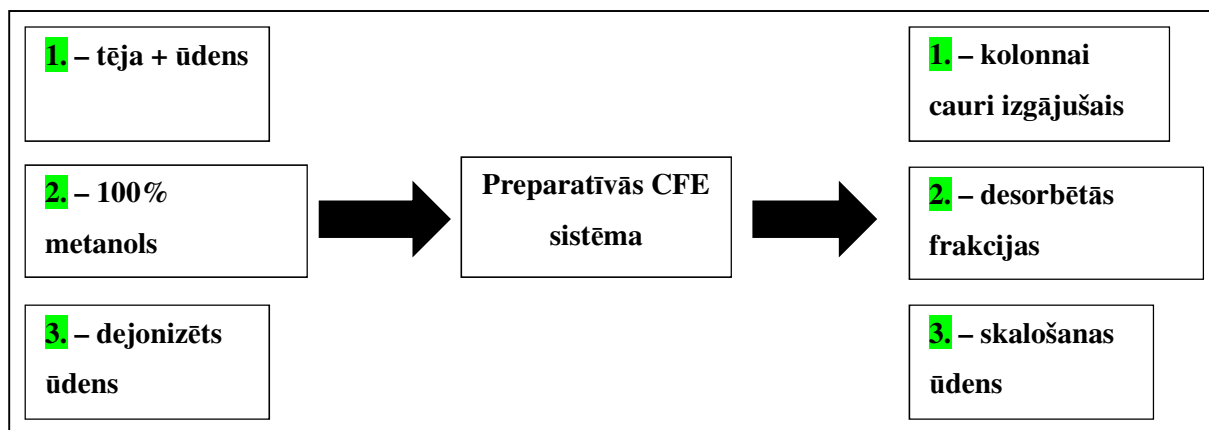 1. – tēja + ūdens
2. – 100%
metanols
3. – dejonizēts
ūdens
Preparatīvās CFE
sistēma
1. – kolonnai
cauri izgājušais
2. – desorbētās
frakcijas
3. – skalošanas
ūdens